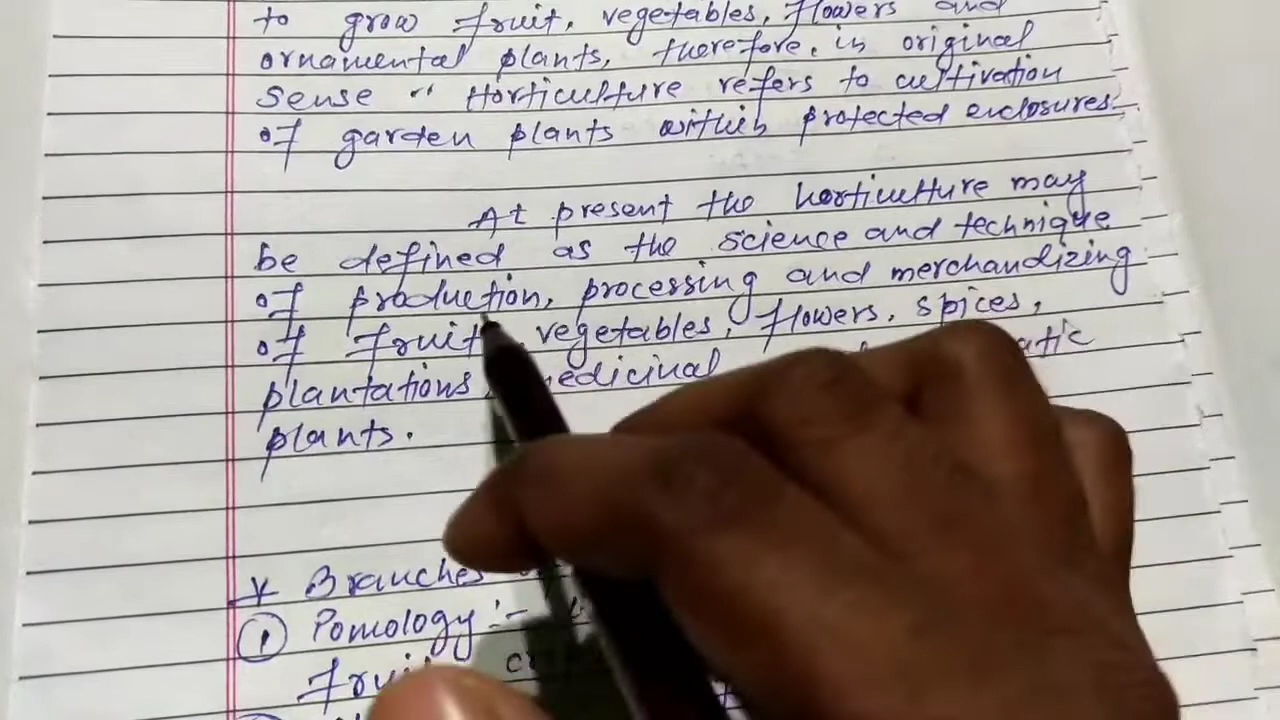 to grow fruit, vegetables, flowers and
ornamental plants, therefore, in original
sense " Horticulture refers to cultivation
of garden plants within protected enclosures.
At present the horticulture may
be defined as the science and technique
of production, processing and merchandizing
of fruit, vegetables, flowers, spices,
plantations, medicinal
plants.
* Branches
① Pomology :-